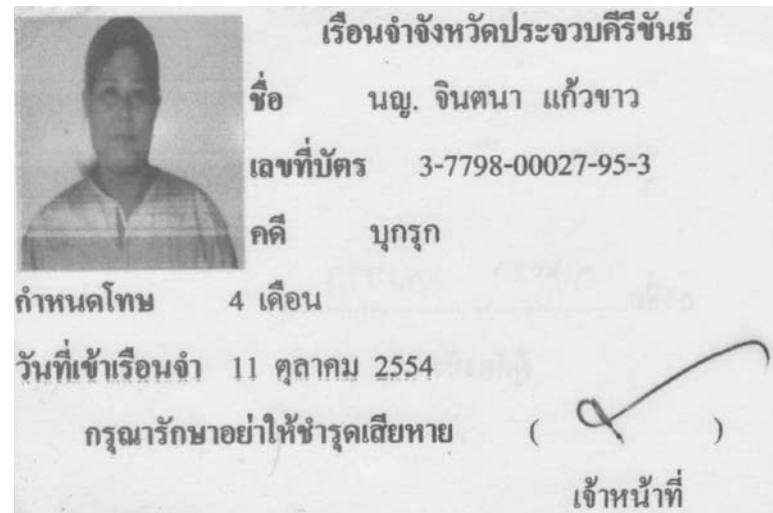 เรือนจำจังหวัดประจวบคีรีขันธ์
ชื่อ นญ. จินตนา แก้วขาว
เลขที่บัตร 3-7798-00027-95-3
คดี บุกรุก
กำหนดโทษ 4 เดือน
วันที่เข้าเรือนจำ 11 ตุลาคม 2554
กรุณารักษาอย่าให้ชำรุดเสียหาย ( )
เจ้าหน้าที่